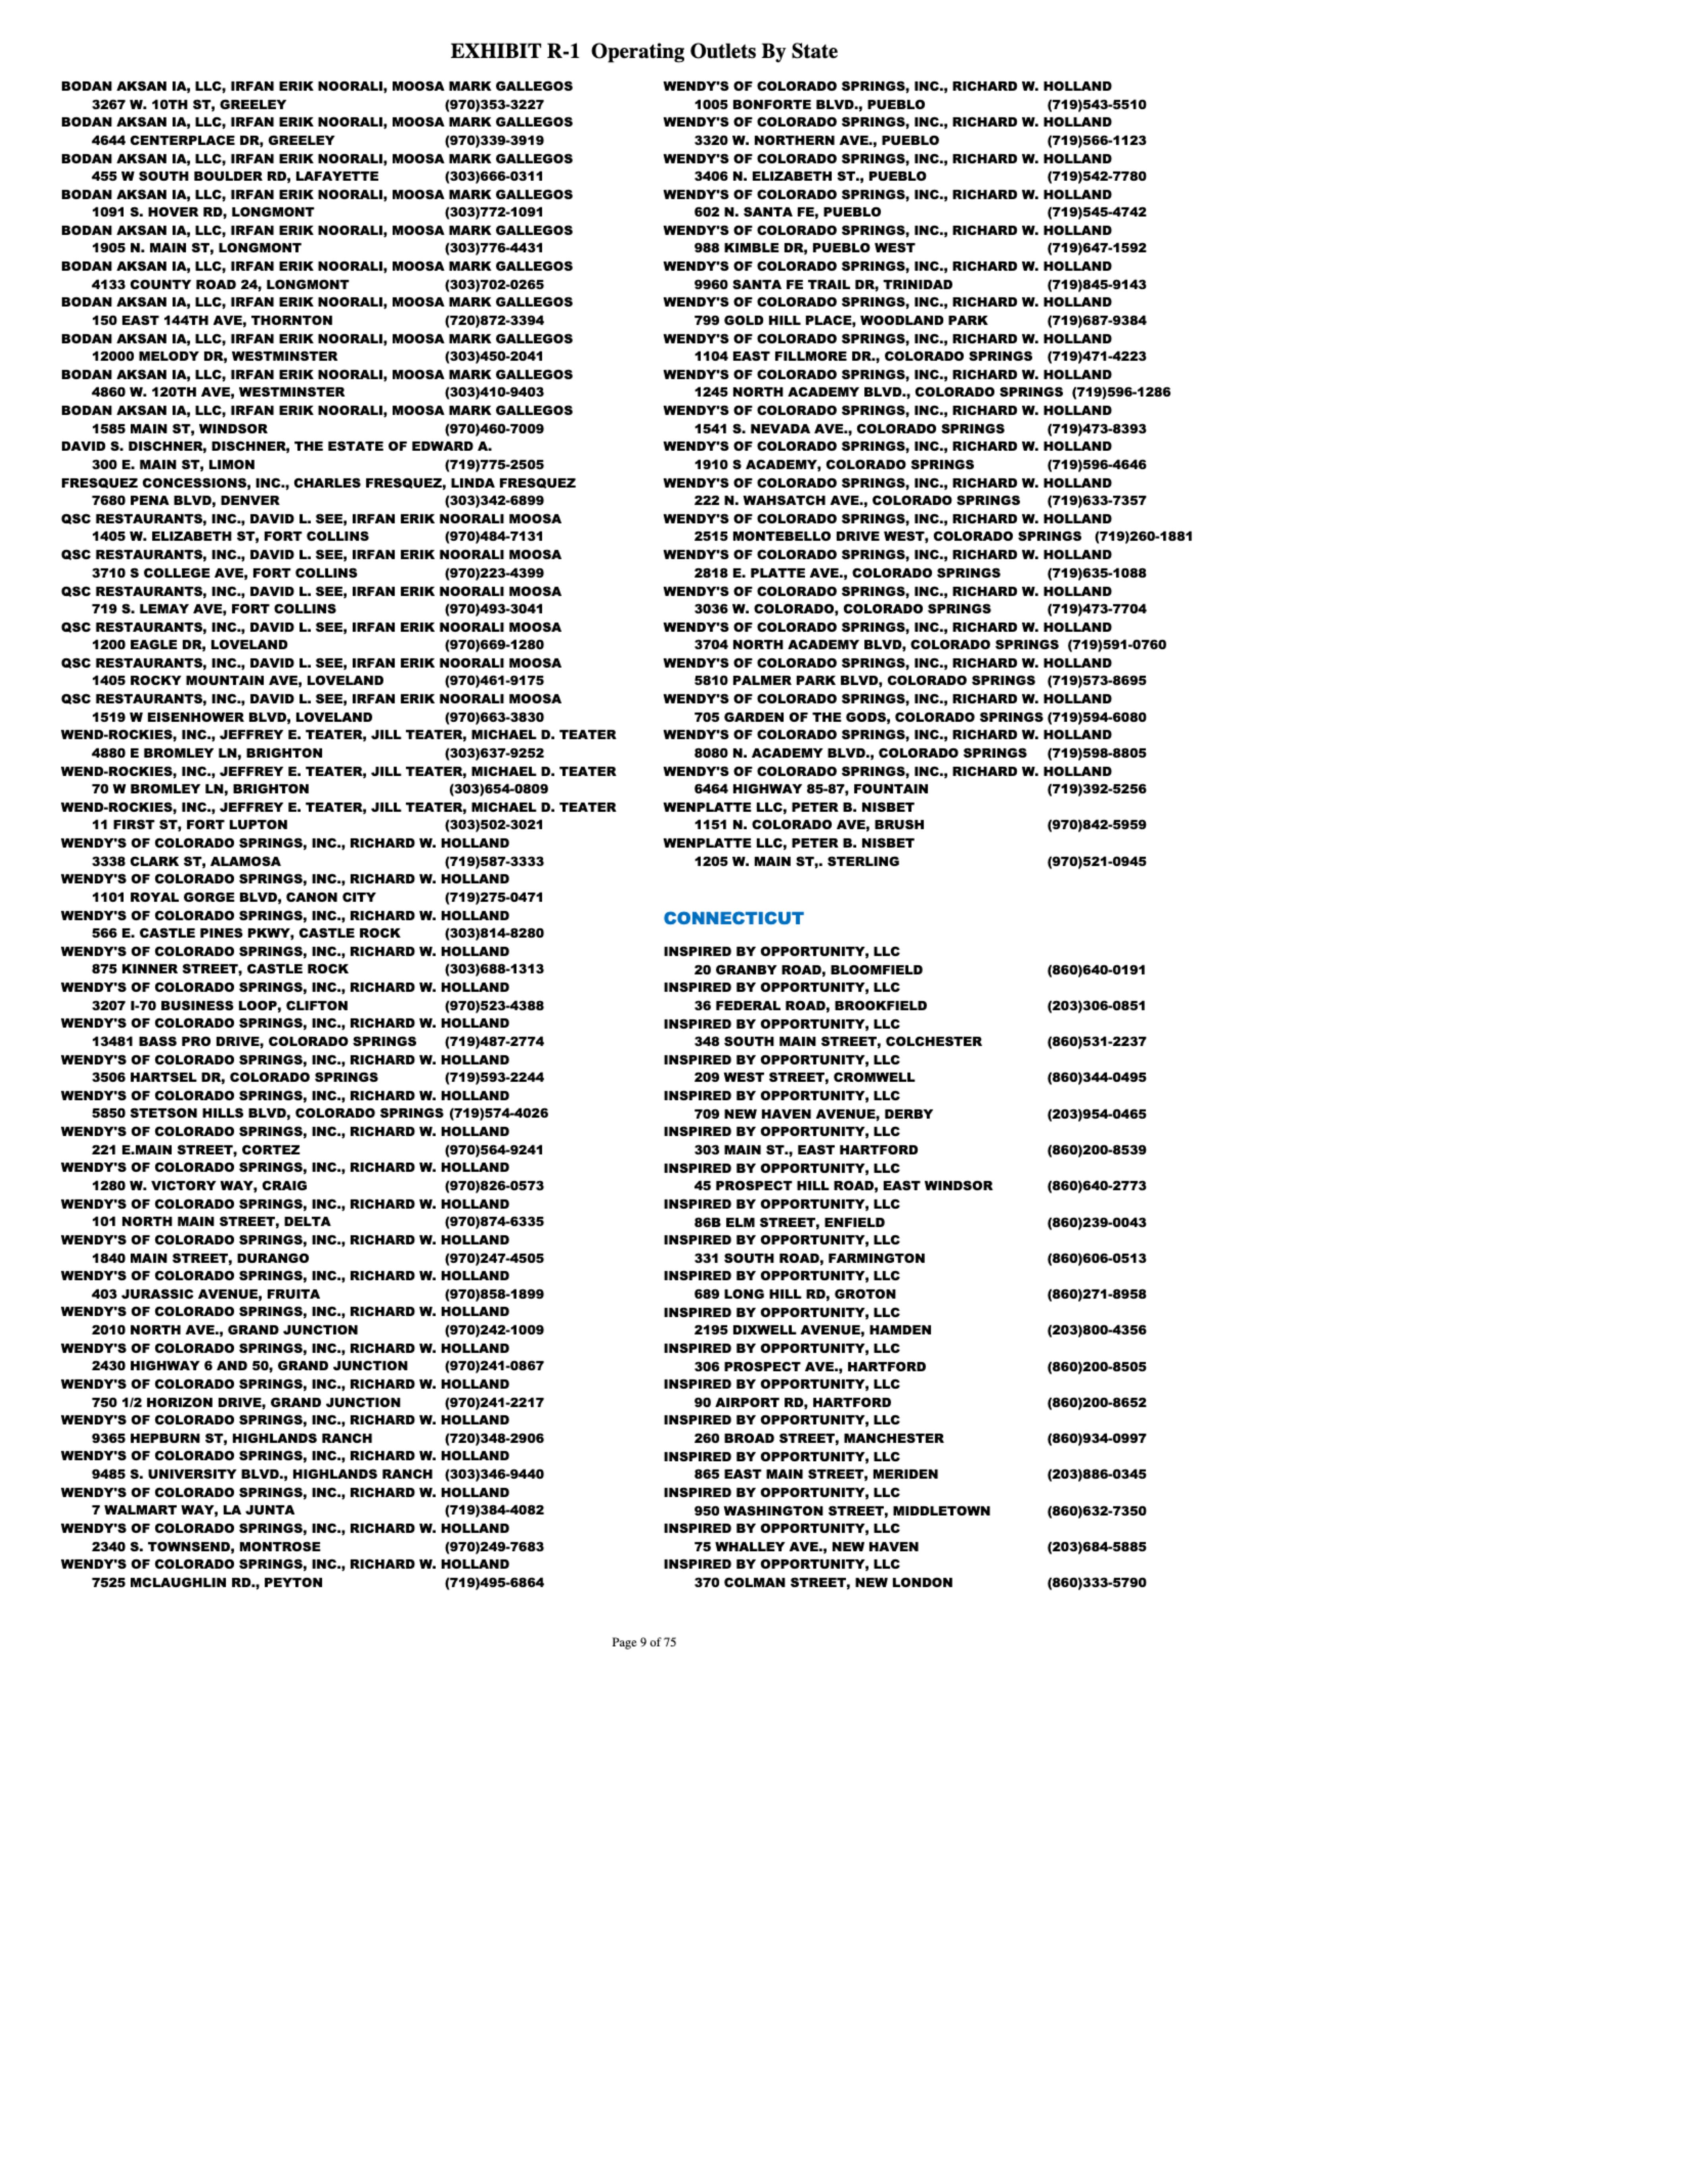 EXHIBIT R-1 Operating Outlets By State
BODAN AKSAN IA, LLC, IRFAN ERIK NOORALI, MOOSA MARK GALLEGOS
3267 W. 10TH ST, GREELEY (970)353-3227
BODAN AKSAN IA, LLC, IRFAN ERIK NOORALI, MOOSA MARK GALLEGOS
4644 CENTERPLACE DR, GREELEY (970)339-3919
BODAN AKSAN IA, LLC, IRFAN ERIK NOORALI, MOOSA MARK GALLEGOS
455 W SOUTH BOULDER RD, LAFAYETTE (303)666-0311
BODAN AKSAN IA, LLC, IRFAN ERIK NOORALI, MOOSA MARK GALLEGOS
1091 S. HOVER RD, LONGMONT (303)772-1091
BODAN AKSAN IA, LLC, IRFAN ERIK NOORALI, MOOSA MARK GALLEGOS
1905 N. MAIN ST, LONGMONT (303)776-4431
BODAN AKSAN IA, LLC, IRFAN ERIK NOORALI, MOOSA MARK GALLEGOS
4133 COUNTY ROAD 24, LONGMONT (303)702-0265
BODAN AKSAN IA, LLC, IRFAN ERIK NOORALI, MOOSA MARK GALLEGOS
150 EAST 144TH AVE, THORNTON (720)872-3394
BODAN AKSAN IA, LLC, IRFAN ERIK NOORALI, MOOSA MARK GALLEGOS
12000 MELODY DR, WESTMINSTER (303)450-2041
BODAN AKSAN IA, LLC, IRFAN ERIK NOORALI, MOOSA MARK GALLEGOS
4860 W. 120TH AVE, WESTMINSTER (303)410-9403
BODAN AKSAN IA, LLC, IRFAN ERIK NOORALI, MOOSA MARK GALLEGOS
1585 MAIN ST, WINDSOR (970)460-7009
DAVID S. DISCHNER, DISCHNER, THE ESTATE OF EDWARD A.
300 E. MAIN ST, LIMON (719)775-2505
FRESQUEZ CONCESSIONS, INC., CHARLES FRESQUEZ, LINDA FRESQUEZ
7680 PENA BLVD, DENVER (303)342-6899
QSC RESTAURANTS, INC., DAVID L. SEE, IRFAN ERIK NOORALI MOOSA
1405 W. ELIZABETH ST, FORT COLLINS (970)484-7131
QSC RESTAURANTS, INC., DAVID L. SEE, IRFAN ERIK NOORALI MOOSA
3710 S COLLEGE AVE, FORT COLLINS (970)223-4399
QSC RESTAURANTS, INC., DAVID L. SEE, IRFAN ERIK NOORALI MOOSA
719 S. LEMAY AVE, FORT COLLINS (970)493-3041
QSC RESTAURANTS, INC., DAVID L. SEE, IRFAN ERIK NOORALI MOOSA
1200 EAGLE DR, LOVELAND (970)669-1280
QSC RESTAURANTS, INC., DAVID L. SEE, IRFAN ERIK NOORALI MOOSA
1405 ROCKY MOUNTAIN AVE, LOVELAND (970)461-9175
QSC RESTAURANTS, INC., DAVID L. SEE, IRFAN ERIK NOORALI MOOSA
1519 W EISENHOWER BLVD, LOVELAND (970)663-3830
WEND-ROCKIES, INC., JEFFREY E. TEATER, JILL TEATER, MICHAEL D. TEATER
4880 E BROMLEY LN, BRIGHTON (303)637-9252
WEND-ROCKIES, INC., JEFFREY E. TEATER, JILL TEATER, MICHAEL D. TEATER
70 W BROMLEY LN, BRIGHTON (303)654-0809
WEND-ROCKIES, INC., JEFFREY E. TEATER, JILL TEATER, MICHAEL D. TEATER
11 FIRST ST, FORT LUPTON (303)502-3021
WENDY'S OF COLORADO SPRINGS, INC., RICHARD W. HOLLAND
3338 CLARK ST, ALAMOSA (719)587-3333
WENDY'S OF COLORADO SPRINGS, INC., RICHARD W. HOLLAND
1101 ROYAL GORGE BLVD, CANON CITY (719)275-0471
WENDY'S OF COLORADO SPRINGS, INC., RICHARD W. HOLLAND
566 E. CASTLE PINES PKWY, CASTLE ROCK (303)814-8280
WENDY'S OF COLORADO SPRINGS, INC., RICHARD W. HOLLAND
875 KINNER STREET, CASTLE ROCK (303)688-1313
WENDY'S OF COLORADO SPRINGS, INC., RICHARD W. HOLLAND
3207 I-70 BUSINESS LOOP, CLIFTON (970)523-4388
WENDY'S OF COLORADO SPRINGS, INC., RICHARD W. HOLLAND
13481 BASS PRO DRIVE, COLORADO SPRINGS (719)487-2774
WENDY'S OF COLORADO SPRINGS, INC., RICHARD W. HOLLAND
3506 HARTSEL DR, COLORADO SPRINGS (719)593-2244
WENDY'S OF COLORADO SPRINGS, INC., RICHARD W. HOLLAND
5850 STETSON HILLS BLVD, COLORADO SPRINGS (719)574-4026
WENDY'S OF COLORADO SPRINGS, INC., RICHARD W. HOLLAND
221 E.MAIN STREET, CORTEZ (970)564-9241
WENDY'S OF COLORADO SPRINGS, INC., RICHARD W. HOLLAND
1280 W. VICTORY WAY, CRAIG (970)826-0573
WENDY'S OF COLORADO SPRINGS, INC., RICHARD W. HOLLAND
101 NORTH MAIN STREET, DELTA (970)874-6335
WENDY'S OF COLORADO SPRINGS, INC., RICHARD W. HOLLAND
1840 MAIN STREET, DURANGO (970)247-4505
WENDY'S OF COLORADO SPRINGS, INC., RICHARD W. HOLLAND
403 JURASSIC AVENUE, FRUITA (970)858-1899
WENDY'S OF COLORADO SPRINGS, INC., RICHARD W. HOLLAND
2010 NORTH AVE., GRAND JUNCTION (970)242-1009
WENDY'S OF COLORADO SPRINGS, INC., RICHARD W. HOLLAND
2430 HIGHWAY 6 AND 50, GRAND JUNCTION (970)241-0867
WENDY'S OF COLORADO SPRINGS, INC., RICHARD W. HOLLAND
750 1/2 HORIZON DRIVE, GRAND JUNCTION (970)241-2217
WENDY'S OF COLORADO SPRINGS, INC., RICHARD W. HOLLAND
9365 HEPBURN ST, HIGHLANDS RANCH (720)348-2906
WENDY'S OF COLORADO SPRINGS, INC., RICHARD W. HOLLAND
9485 S. UNIVERSITY BLVD., HIGHLANDS RANCH (303)346-9440
WENDY'S OF COLORADO SPRINGS, INC., RICHARD W. HOLLAND
7 WALMART WAY, LA JUNTA (719)384-4082
WENDY'S OF COLORADO SPRINGS, INC., RICHARD W. HOLLAND
2340 S. TOWNSEND, MONTROSE (970)249-7683
WENDY'S OF COLORADO SPRINGS, INC., RICHARD W. HOLLAND
7525 MCLAUGHLIN RD., PEYTON (719)495-6864
WENDY'S OF COLORADO SPRINGS, INC., RICHARD W. HOLLAND
1005 BONFORTE BLVD., PUEBLO (719)543-5510
WENDY'S OF COLORADO SPRINGS, INC., RICHARD W. HOLLAND
3320 W. NORTHERN AVE., PUEBLO (719)566-1123
WENDY'S OF COLORADO SPRINGS, INC., RICHARD W. HOLLAND
3406 N. ELIZABETH ST., PUEBLO (719)542-7780
WENDY'S OF COLORADO SPRINGS, INC., RICHARD W. HOLLAND
602 N. SANTA FE, PUEBLO (719)545-4742
WENDY'S OF COLORADO SPRINGS, INC., RICHARD W. HOLLAND
988 KIMBLE DR, PUEBLO WEST (719)647-1592
WENDY'S OF COLORADO SPRINGS, INC., RICHARD W. HOLLAND
9960 SANTA FE TRAIL DR, TRINIDAD (719)845-9143
WENDY'S OF COLORADO SPRINGS, INC., RICHARD W. HOLLAND
799 GOLD HILL PLACE, WOODLAND PARK (719)687-9384
WENDY'S OF COLORADO SPRINGS, INC., RICHARD W. HOLLAND
1104 EAST FILLMORE DR., COLORADO SPRINGS (719)471-4223
WENDY'S OF COLORADO SPRINGS, INC., RICHARD W. HOLLAND
1245 NORTH ACADEMY BLVD., COLORADO SPRINGS (719)596-1286
WENDY'S OF COLORADO SPRINGS, INC., RICHARD W. HOLLAND
1541 S. NEVADA AVE., COLORADO SPRINGS (719)473-8393
WENDY'S OF COLORADO SPRINGS, INC., RICHARD W. HOLLAND
1910 S ACADEMY, COLORADO SPRINGS (719)596-4646
WENDY'S OF COLORADO SPRINGS, INC., RICHARD W. HOLLAND
222 N. WAHSATCH AVE., COLORADO SPRINGS (719)633-7357
WENDY'S OF COLORADO SPRINGS, INC., RICHARD W. HOLLAND
2515 MONTEBELLO DRIVE WEST, COLORADO SPRINGS (719)260-1881
WENDY'S OF COLORADO SPRINGS, INC., RICHARD W. HOLLAND
2818 E. PLATTE AVE., COLORADO SPRINGS (719)635-1088
WENDY'S OF COLORADO SPRINGS, INC., RICHARD W. HOLLAND
3036 W. COLORADO, COLORADO SPRINGS (719)473-7704
WENDY'S OF COLORADO SPRINGS, INC., RICHARD W. HOLLAND
3704 NORTH ACADEMY BLVD, COLORADO SPRINGS (719)591-0760
WENDY'S OF COLORADO SPRINGS, INC., RICHARD W. HOLLAND
5810 PALMER PARK BLVD, COLORADO SPRINGS (719)573-8695
WENDY'S OF COLORADO SPRINGS, INC., RICHARD W. HOLLAND
705 GARDEN OF THE GODS, COLORADO SPRINGS (719)594-6080
WENDY'S OF COLORADO SPRINGS, INC., RICHARD W. HOLLAND
8080 N. ACADEMY BLVD., COLORADO SPRINGS (719)598-8805
WENDY'S OF COLORADO SPRINGS, INC., RICHARD W. HOLLAND
6464 HIGHWAY 85-87, FOUNTAIN (719)392-5256
WENPLATTE LLC, PETER B. NISBET
1151 N. COLORADO AVE, BRUSH (970)842-5959
WENPLATTE LLC, PETER B. NISBET
1205 W. MAIN ST,. STERLING (970)521-0945
CONNECTICUT
INSPIRED BY OPPORTUNITY, LLC
20 GRANBY ROAD, BLOOMFIELD (860)640-0191
INSPIRED BY OPPORTUNITY, LLC
36 FEDERAL ROAD, BROOKFIELD (203)306-0851
INSPIRED BY OPPORTUNITY, LLC
348 SOUTH MAIN STREET, COLCHESTER (860)531-2237
INSPIRED BY OPPORTUNITY, LLC
209 WEST STREET, CROMWELL (860)344-0495
INSPIRED BY OPPORTUNITY, LLC
709 NEW HAVEN AVENUE, DERBY (203)954-0465
INSPIRED BY OPPORTUNITY, LLC
303 MAIN ST., EAST HARTFORD (860)200-8539
INSPIRED BY OPPORTUNITY, LLC
45 PROSPECT HILL ROAD, EAST WINDSOR (860)640-2773
INSPIRED BY OPPORTUNITY, LLC
86B ELM STREET, ENFIELD (860)239-0043
INSPIRED BY OPPORTUNITY, LLC
331 SOUTH ROAD, FARMINGTON (860)606-0513
INSPIRED BY OPPORTUNITY, LLC
689 LONG HILL RD, GROTON (860)271-8958
INSPIRED BY OPPORTUNITY, LLC
2195 DIXWELL AVENUE, HAMDEN (203)800-4356
INSPIRED BY OPPORTUNITY, LLC
306 PROSPECT AVE., HARTFORD (860)200-8505
INSPIRED BY OPPORTUNITY, LLC
90 AIRPORT RD, HARTFORD (860)200-8652
INSPIRED BY OPPORTUNITY, LLC
260 BROAD STREET, MANCHESTER (860)934-0997
INSPIRED BY OPPORTUNITY, LLC
865 EAST MAIN STREET, MERIDEN (203)886-0345
INSPIRED BY OPPORTUNITY, LLC
950 WASHINGTON STREET, MIDDLETOWN (860)632-7350
INSPIRED BY OPPORTUNITY, LLC
75 WHALLEY AVE., NEW HAVEN (203)684-5885
INSPIRED BY OPPORTUNITY, LLC
370 COLMAN STREET, NEW LONDON (860)333-5790
Page 9 of 75